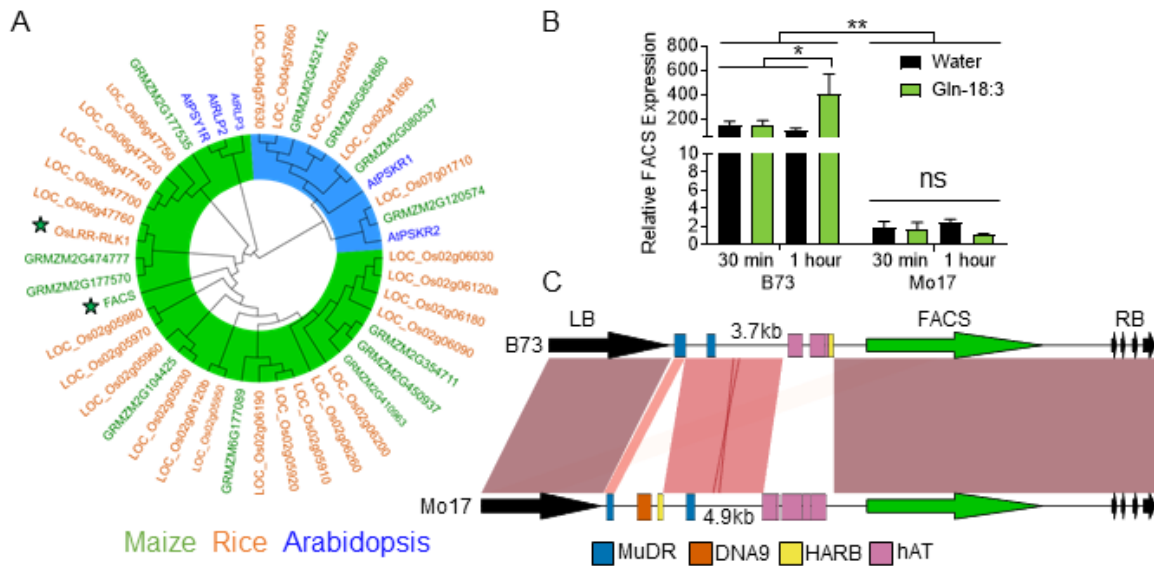 A
LOC_Os04g57630
LOC_Os04g57660
GRMZM2G452142
LOC_Os02g02490
GRMZM5G854880
LOC_Os02g41890
GRMZM2G080537
AtPSKR1
LOC_Os07g01710
GRMZM2G120574
AtPSKR2
LOC_Os02g06030
LOC_Os02g06120a
LOC_Os02g06180
LOC_Os02g06090
GRMZM2G354711
GRMZM2G450937
GRMZM2G410963
LOC_Os02g06200
LOC_Os02g06260
LOC_Os02g05910
LOC_Os02g05920
LOC_Os02g06190
GRMZM6G177089
LOC_Os02g05950
LOC_Os02g06120b
LOC_Os02g05930
GRMZM2G104425
LOC_Os02g05960
LOC_Os02g05970
LOC_Os02g05980
FACS
GRMZM2G177570
GRMZM2G474777
OsLRR-RLK1
LOC_Os06g47760
LOC_Os06g47700
LOC_Os06g47740
LOC_Os06g47720
LOC_Os06g47750
GRMZM2G177535
AtPSY1R
AtRLP2
AtRLP3
Maize Rice Arabidopsis
B
Relative FACS Expression
800
600
400
200
10
8
6
4
2
0
**
*
ns
Water
Gln-18:3
30 min 1 hour 30 min 1 hour
B73 Mo17
C
LB 3.7kb FACS RB
B73
Mo17
4.9kb
MuDR DNA9 HARB hAT